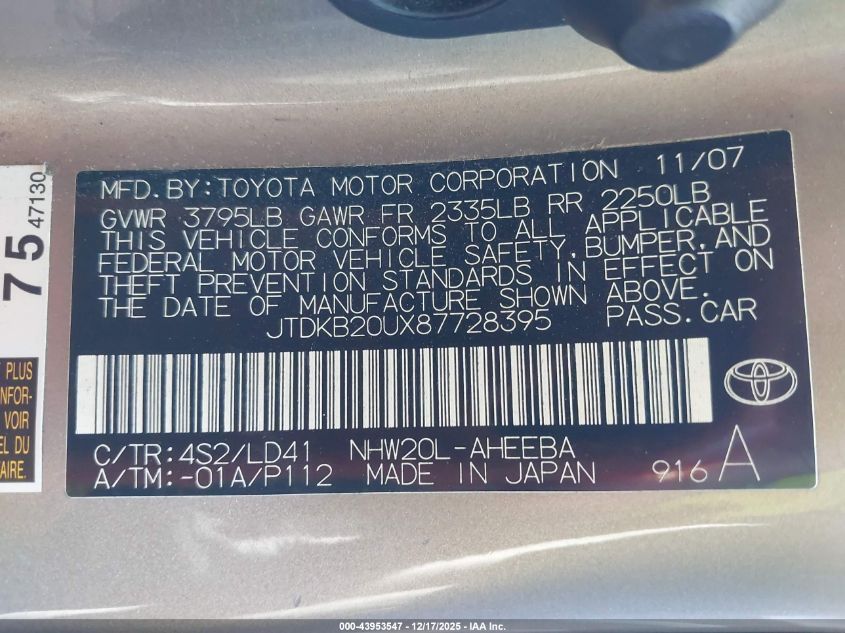 MFD.BY:TOYOTA MOTOR CORPORATION 11/07
GVWR 3795LB GAWR FR 2335LB RR 2250LB
THIS VEHICLE CONFORMS TO ALL APPLICABLE
FEDERAL MOTOR VEHICLE SAFETY,BUMPER,AND
THEFT PREVENTION STANDARDS IN EFFECT ON
THE DATE OF MANUFACTURE SHOWN ABOVE.
JTDKB20UX87728395 PASS.CAR
C/TR:4S2/LD41 NHW20L-AHEEBA
A/TM:-01A/P112 MADE IN JAPAN 916 A
75
47130
PLUS
VOIR
DU
000-43953547 - 12/17/2025 - IAA Inc.